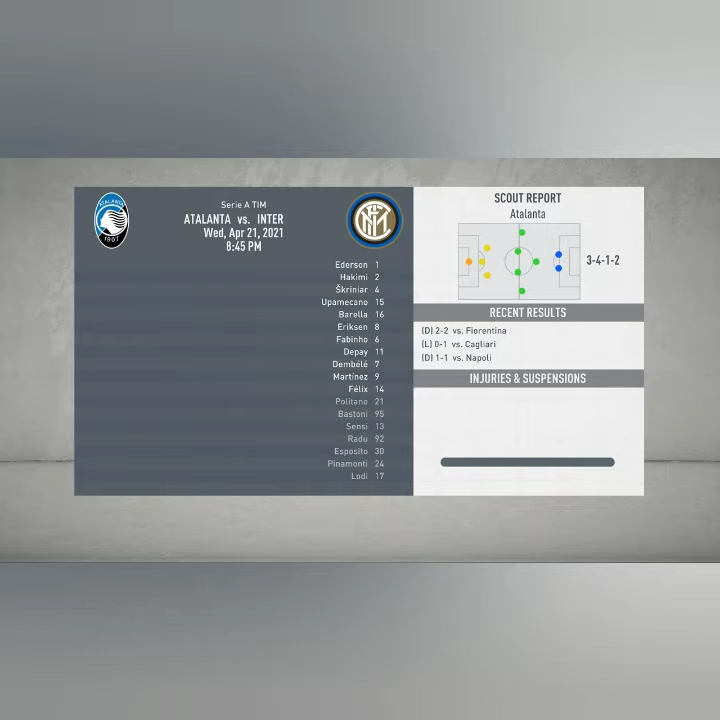 ATALANTA
1907
Serie A TIM
ATALANTA vs. INTER
Wed, Apr 21, 2021
8:45 PM
Ederson 1
Hakimi 2
Škriniar 4
Upamecano 15
Barella 16
Eriksen 8
Fabinho 6
Depay 11
Dembélé 7
Martínez 9
Félix 14
Politano 21
Bastoni 95
Sensi 13
Radu 92
Esposito 30
Pinamonti 24
Lodi 17
SCOUT REPORT
Atalanta
3-4-1-2
RECENT RESULTS
(D) 2-2 vs. Fiorentina
(L) 0-1 vs. Cagliari
(D) 1-1 vs. Napoli
INJURIES & SUSPENSIONS